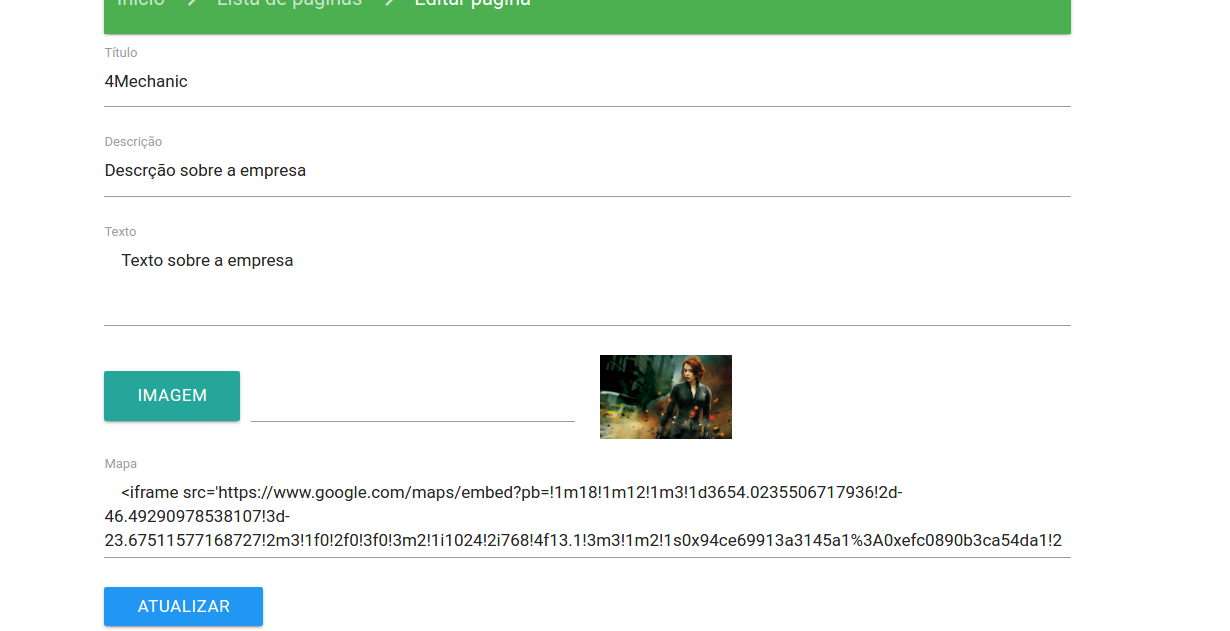 Início > Lista de páginas > Editar página
Título
4Mechanic
Descrição
Descrção sobre a empresa
Texto
Texto sobre a empresa
IMAGEM
Mapa
<iframe src='https://www.google.com/maps/embed?pb=!1m18!1m12!1m3!1d3654.0235506717936!2d-
46.49290978538107!3d-
23.67511577168727!2m3!1f0!2f0!3f0!3m2!1i1024!2i768!4f13.1!3m3!1m2!1s0x94ce69913a3145a1%3A0xefc0890b3ca54da1!2
ATUALIZAR